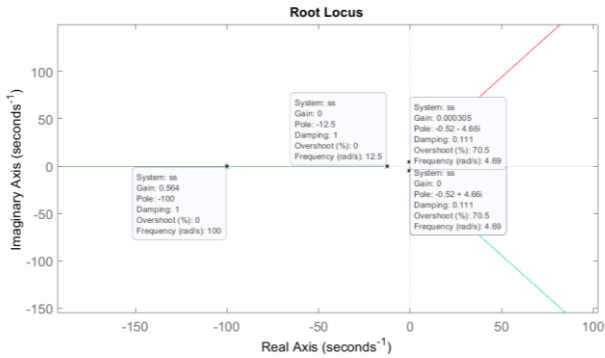 Root Locus
Imaginary Axis (seconds-1)
100
50
0
-50
-100
-150
System: ss
Gain: 0
Pole: -12.5
Damping: 1
Overshoot (%): 0
Frequency (rad/s): 12.5
System: ss
Gain: 0.000305
Pole: -0.52 - 4.66i
Damping: 0.111
Overshoot (%): 70.5
Frequency (rad/s): 4.69
System: ss
Gain: 0.564
Pole: -100
Damping: 1
Overshoot (%): 0
Frequency (rad/s): 100
System: ss
Gain: 0
Pole: -0.52 + 4.66i
Damping: 0.111
Overshoot (%): 70.5
Frequency (rad/s): 4.69
-150 -100 -50 0 50 100
Real Axis (seconds-1)